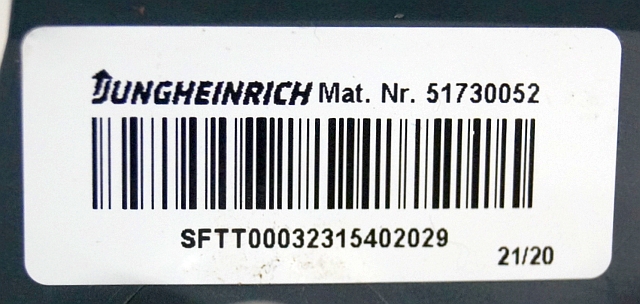 JUNGHEINRICH Mat. Nr. 51730052
SFTT00032315402029
21/20